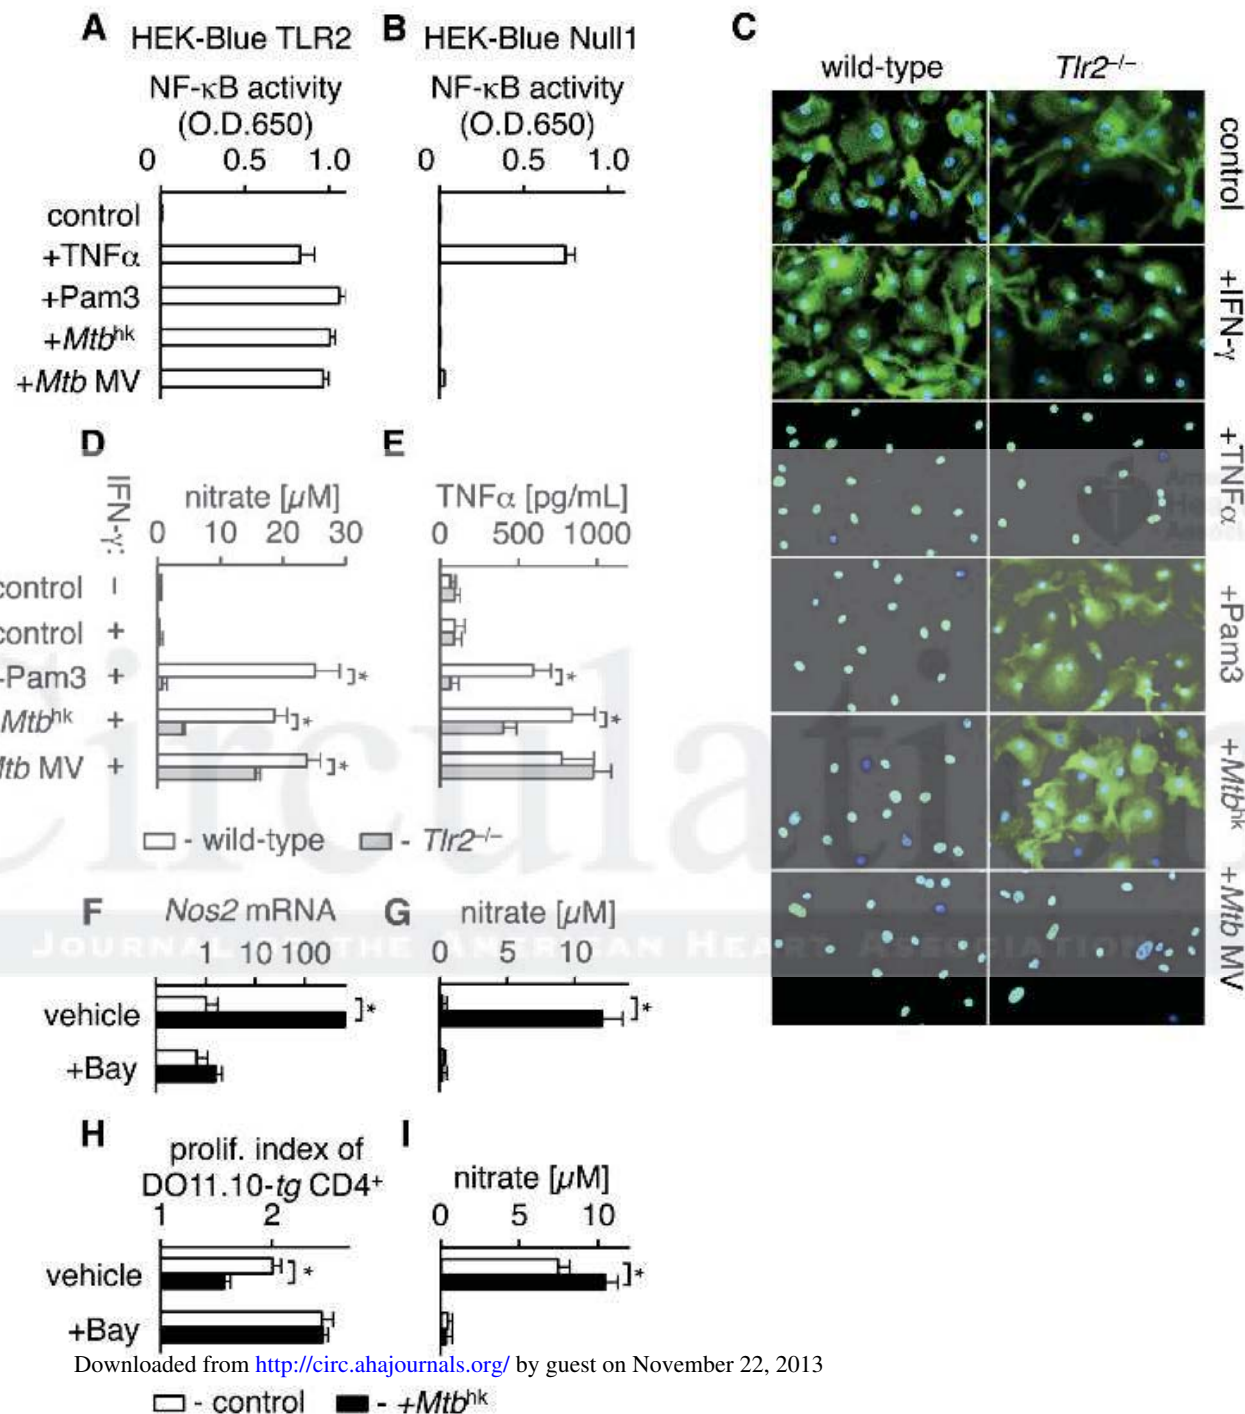 A HEK-Blue TLR2
NF-κB activity
(O.D.650)
0 0.5 1.0
control
+TNFα
+Pam3
+Mtbhk
+Mtb MV
B HEK-Blue Null1
NF-κB activity
(O.D.650)
0 0.5 1.0
C
wild-type Tlr2–/–
control
+IFN-γ
+TNFα
+Pam3
+Mtbhk
+Mtb MV
D
IFN-γ:
nitrate [μM]
0 10 20 30
control –
control +
-Pam3 +
Mtbhk +
Mtb MV +
*
*
*
E
TNFα [pg/mL]
0 500 1000
*
*
- wild-type - Tlr2–/–
Circulation
JOURNAL OF THE AMERICAN HEART ASSOCIATION
F Nos2 mRNA
1 10 100
vehicle
+Bay
*
G nitrate [μM]
0 5 10
*
H
prolif. index of
DO11.10-tg CD4+
1 2
vehicle
+Bay
*
I
nitrate [μM]
0 5 10
*
Downloaded from http://circ.ahajournals.org/ by guest on November 22, 2013
- control - +Mtbhk